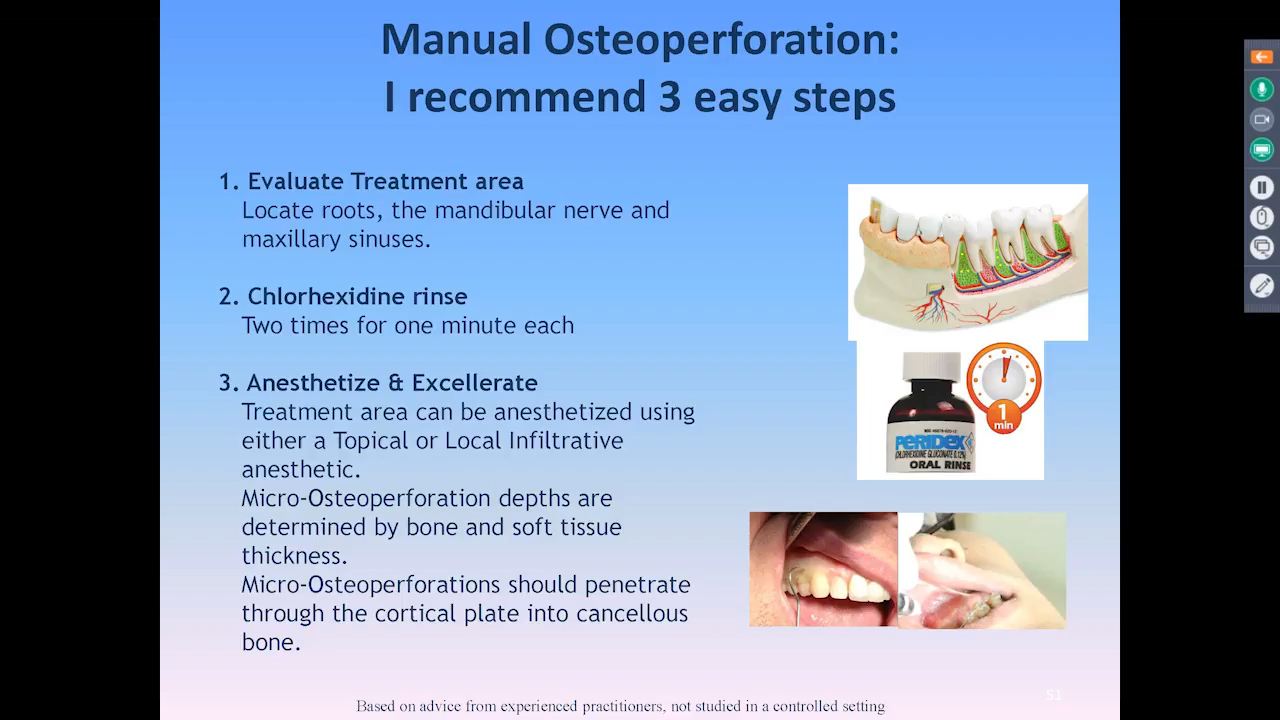 Manual Osteoperforation:
I recommend 3 easy steps
1. Evaluate Treatment area
Locate roots, the mandibular nerve and
maxillary sinuses.
2. Chlorhexidine rinse
Two times for one minute each
3. Anesthetize & Excellerate
Treatment area can be anesthetized using
either a Topical or Local Infiltrative
anesthetic.
Micro-Osteoperforation depths are
determined by bone and soft tissue
thickness.
Micro-Osteoperforations should penetrate
through the cortical plate into cancellous
bone.
1
min
PERIDEX
(CHLORHEXIDINE GLUCONATE 0.12%)
ORAL RINSE
51
Based on advice from experienced practitioners, not studied in a controlled setting